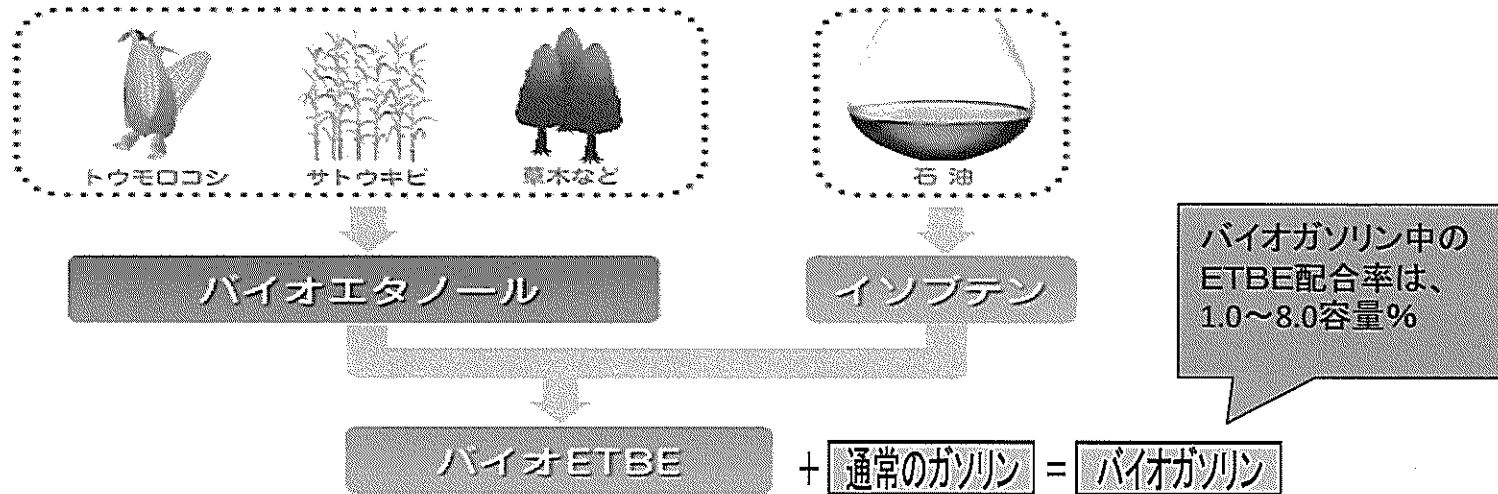 トウモロコシ
サトウキビ
草木など
石油
バイオエタノール
イソブテン
バイオガソリン中の
ETBE配合率は、
1.0～8.0容量%
バイオETBE
+ 通常のガソリン = バイオガソリン